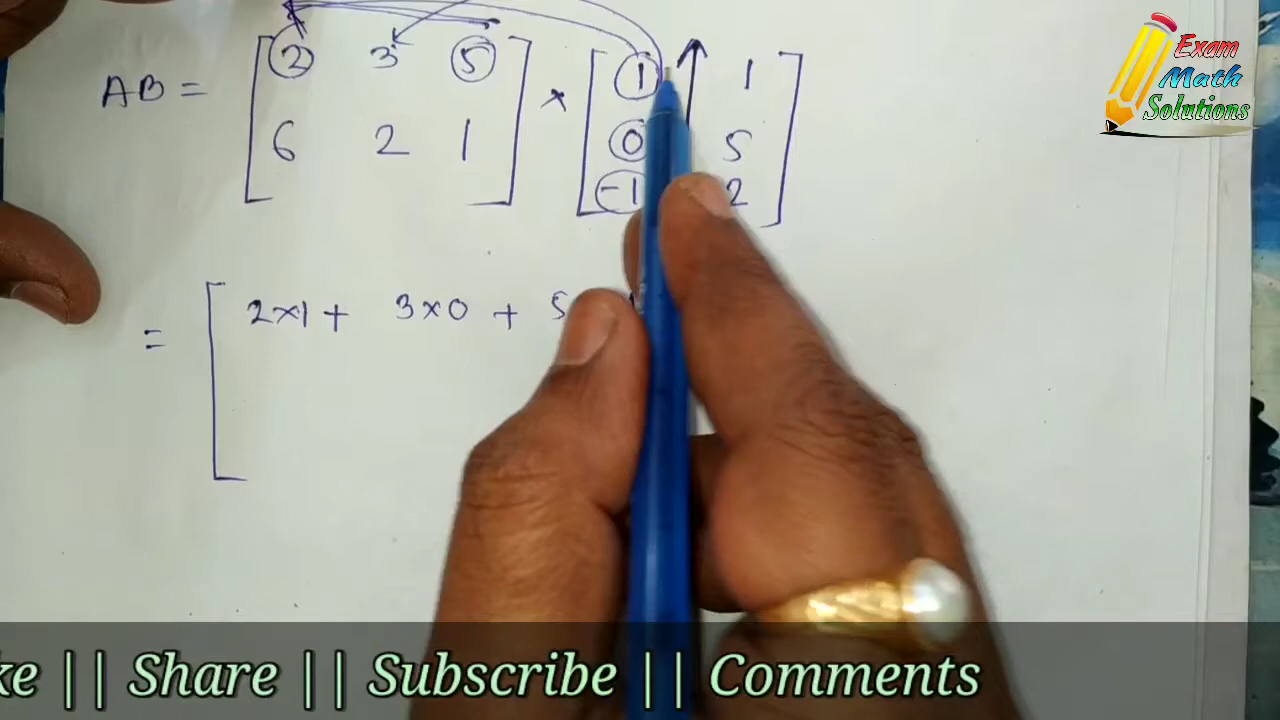 AB = [ 2 3 5 ] × [ 1 1 ]
6 2 1 0 5
-1 2
= [ 2×1 + 3×0 + 5
Exam
Math
Solutions
ke || Share || Subscribe || Comments